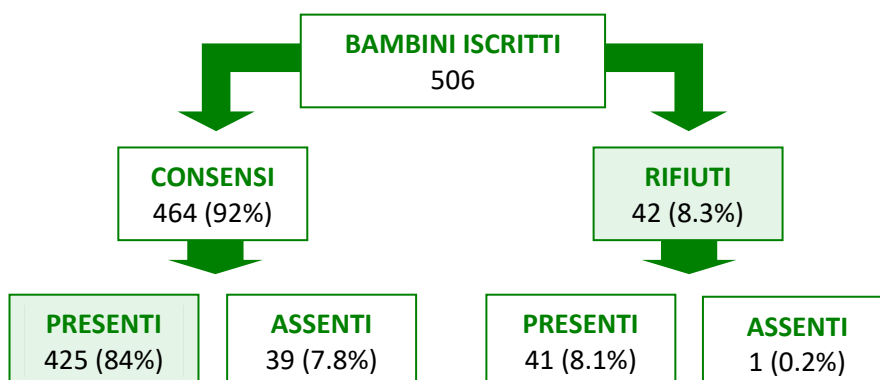 BAMBINI ISCRITTI
506
CONSENSI
464 (92%)
RIFIUTI
42 (8.3%)
PRESENTI
425 (84%)
ASSENTI
39 (7.8%)
PRESENTI
41 (8.1%)
ASSENTI
1 (0.2%)